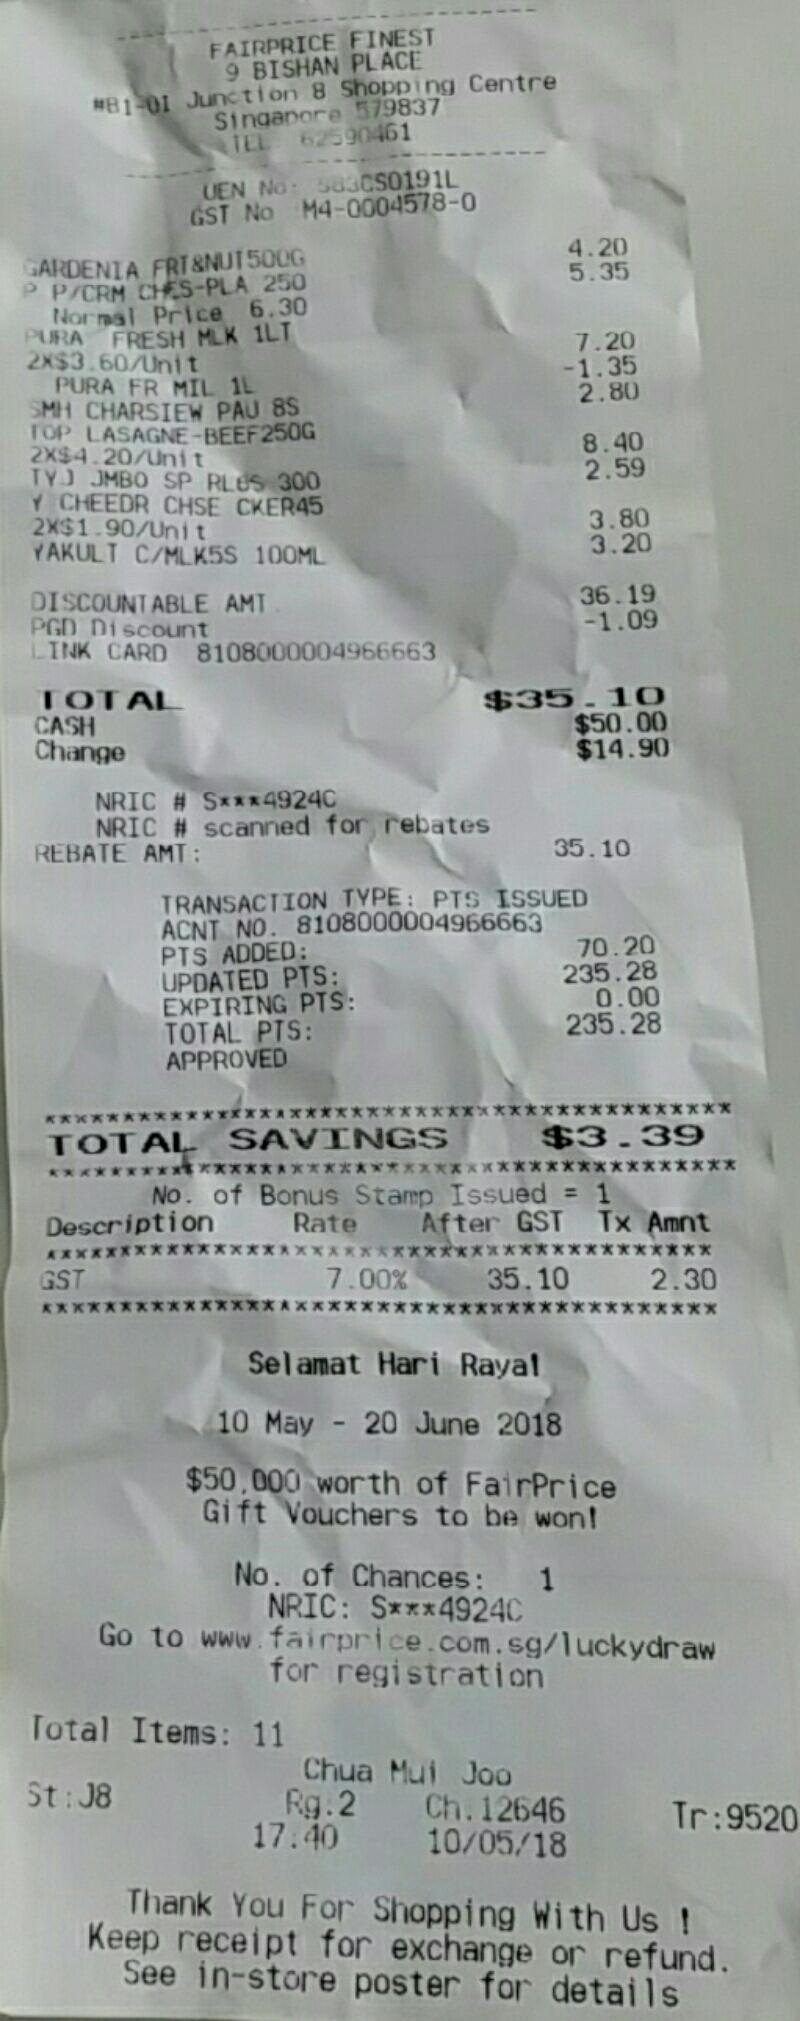 FAIRPRICE FINEST
9 BISHAN PLACE
#B1-01 Junction 8 Shopping Centre
Singapore 579837
TEL 62590461
UEN No: S83CS0191L
GST No M4-0004578-0
GARDENIA FRT&NUT500G 4.20
P P/CRM CHES-PLA 250 5.35
Normal Price 6.30
PURA FRESH MLK 1LT
2X$3.60/Unit 7.20
PURA FR MIL 1L -1.35
SMH CHARSIEW PAU 8S 2.80
TOP LASAGNE-BEEF250G
2X$4.20/Unit 8.40
TYJ JMBO SP RLUS 300 2.59
Y CHEEDR CHSE CKER45
2X$1.90/Unit 3.80
YAKULT C/MLK5S 100ML 3.20
DISCOUNTABLE AMT 36.19
PGD Discount -1.09
LINK CARD 8108000004966663
TOTAL $35.10
CASH $50.00
Change $14.90
NRIC # S***4924C
NRIC # scanned for rebates
REBATE AMT: 35.10
TRANSACTION TYPE: PTS ISSUED
ACNT NO. 8108000004966663
PTS ADDED: 70.20
UPDATED PTS: 235.28
EXPIRING PTS: 0.00
TOTAL PTS: 235.28
APPROVED
TOTAL SAVINGS $3.39
No. of Bonus Stamp Issued = 1
Description Rate After GST Tx Amnt
GST 7.00% 35.10 2.30
Selamat Hari Raya!
10 May - 20 June 2018
$50,000 worth of FairPrice
Gift Vouchers to be won!
No. of Chances: 1
NRIC: S***4924C
Go to www.fairprice.com.sg/luckydraw
for registration
Total Items: 11
Chua Mui Joo
St:J8 Rg.2 Ch.12646 Tr:9520
17:40 10/05/18
Thank You For Shopping With Us !
Keep receipt for exchange or refund.
See in-store poster for details